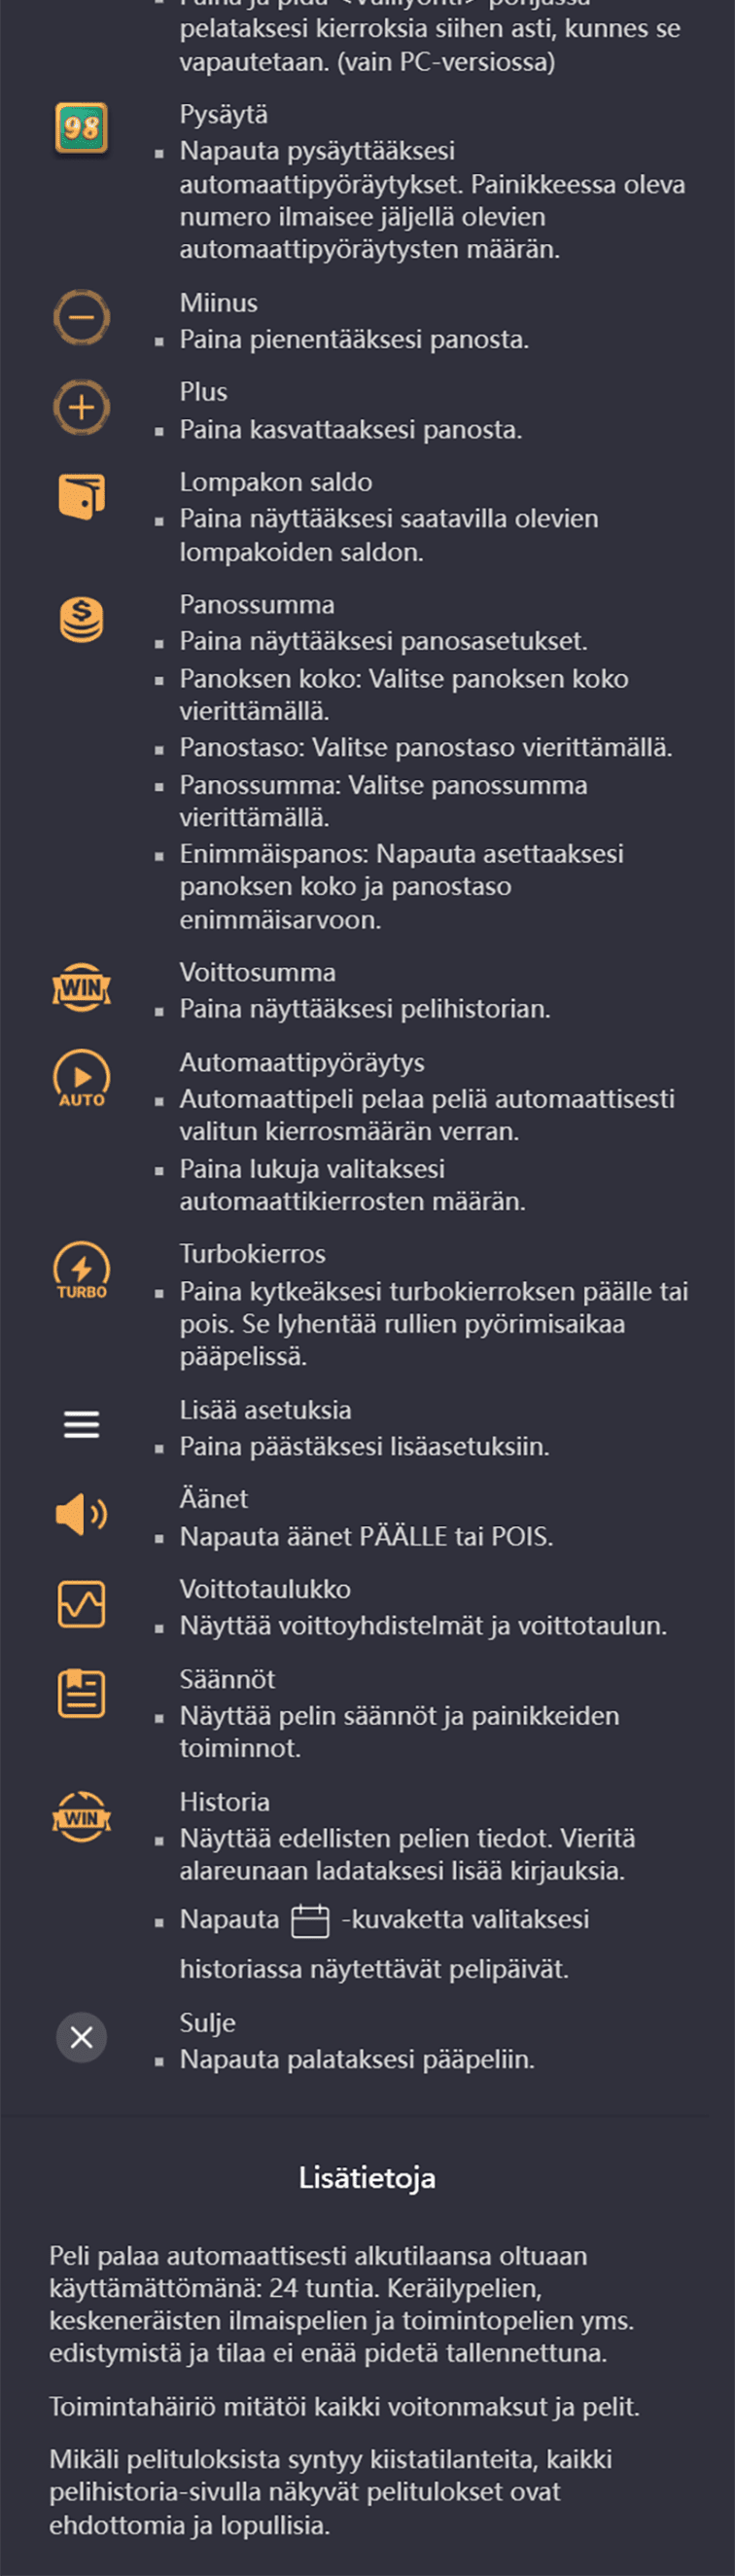 Paina ja pidä <Välilyönti> pohjassa
pelataksesi kierroksia siihen asti, kunnes se
vapautetaan. (vain PC-versiossa)
98
Pysäytä
Napauta pysäyttääksesi
automaattipyöräytykset. Painikkeessa oleva
numero ilmaisee jäljellä olevien
automaattipyöräytysten määrän.
Miinus
Paina pienentääksesi panosta.
Plus
Paina kasvattaaksesi panosta.
Lompakon saldo
Paina näyttääksesi saatavilla olevien
lompakoiden saldon.
$
Panossumma
Paina näyttääksesi panosasetukset.
Panoksen koko: Valitse panoksen koko
vierittämällä.
Panostaso: Valitse panostaso vierittämällä.
Panossumma: Valitse panossumma
vierittämällä.
Enimmäispanos: Napauta asettaaksesi
panoksen koko ja panostaso
enimmäisarvoon.
WIN
Voittosumma
Paina näyttääksesi pelihistorian.
AUTO
Automaattipyöräytys
Automaattipeli pelaa peliä automaattisesti
valitun kierrosmäärän verran.
Paina lukuja valitaksesi
automaattikierrosten määrän.
TURBO
Turbokierros
Paina kytkeäksesi turbokierroksen päälle tai
pois. Se lyhentää rullien pyörimisaikaa
pääpelissä.
Lisää asetuksia
Paina päästäksesi lisäasetuksiin.
Äänet
Napauta äänet PÄÄLLE tai POIS.
Voittotaulukko
Näyttää voittoyhdistelmät ja voittotaulun.
Säännöt
Näyttää pelin säännöt ja painikkeiden
toiminnot.
WIN
Historia
Näyttää edellisten pelien tiedot. Vieritä
alareunaan ladataksesi lisää kirjauksia.
Napauta -kuvaketta valitaksesi
historiassa näytettävät pelipäivät.
Sulje
Napauta palataksesi pääpeliin.
Lisätietoja
Peli palaa automaattisesti alkutilaansa oltuaan
käyttämättömänä: 24 tuntia. Keräilypelien,
keskeneräisten ilmaispelien ja toimintopelien yms.
edistymistä ja tilaa ei enää pidetä tallennettuna.
Toimintahäiriö mitätöi kaikki voitonmaksut ja pelit.
Mikäli pelituloksista syntyy kiistatilanteita, kaikki
pelihistoria-sivulla näkyvät pelitulokset ovat
ehdottomia ja lopullisia.